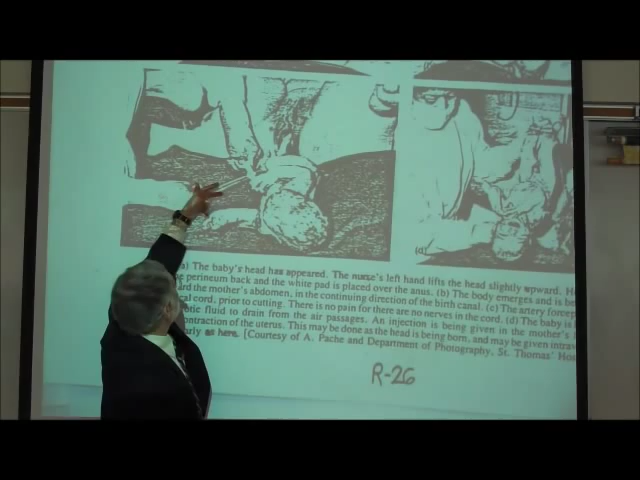 (d)
a) The baby's head has appeared. The nurse's left hand lifts the head slightly upward. H
perineum back and the white pad is placed over the anus. (b) The body emerges and is be
ard the mother's abdomen, in the continuing direction of the birth canal. (c) The artery forcep
cal cord, prior to cutting. There is no pain for there are no nerves in the cord. (d) The baby is
otic fluid to drain from the air passages. An injection is being given in the mother's
ontraction of the uterus. This may be done as the head is being born, and may be given intrav
arly as here. [Courtesy of A. Pache and Department of Photography, St. Thomas' Hos
R-26